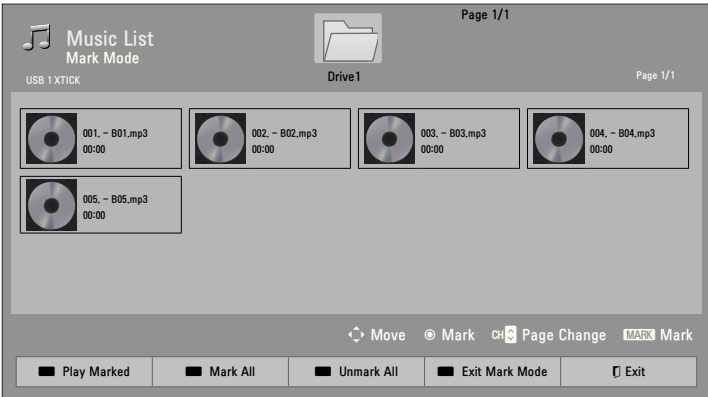 Page 1/1
Music List
Mark Mode
USB 1 XTICK
Drive1
Page 1/1
001. - B01.mp3
00:00
002. - B02.mp3
00:00
003. - B03.mp3
00:00
004. - B04.mp3
00:00
005. - B05.mp3
00:00
Move Mark CH Page Change MARK Mark
Play Marked Mark All Unmark All Exit Mark Mode Exit